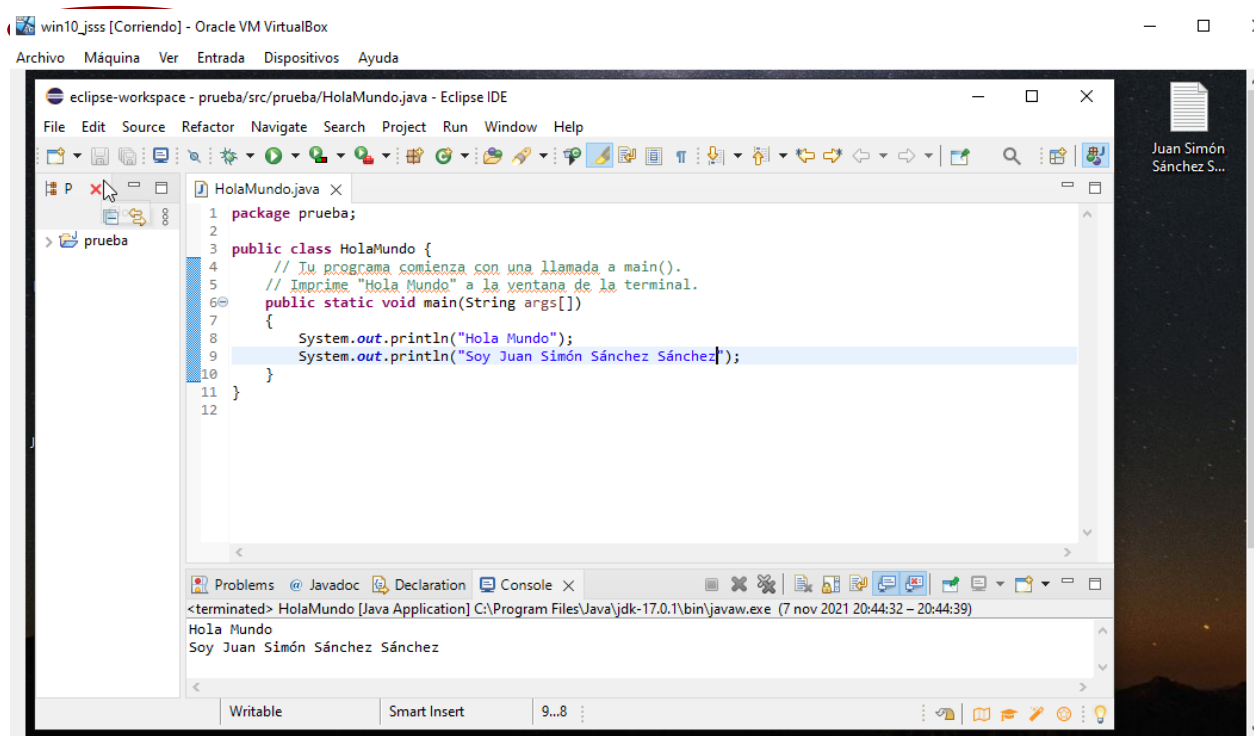 win10_jsss [Corriendo] - Oracle VM VirtualBox
Archivo Máquina Ver Entrada Dispositivos Ayuda
eclipse-workspace - prueba/src/prueba/HolaMundo.java - Eclipse IDE
File Edit Source Refactor Navigate Search Project Run Window Help
Juan Simón
Sánchez S...
P
HolaMundo.java
prueba
1 package prueba;
2
3 public class HolaMundo {
4 // Tu programa comienza con una llamada a main().
5 // Imprime "Hola Mundo" a la ventana de la terminal.
6 public static void main(String args[])
7 {
8 System.out.println("Hola Mundo");
9 System.out.println("Soy Juan Simón Sánchez Sánchez");
10 }
11 }
12
Problems @ Javadoc Declaration Console
<terminated> HolaMundo [Java Application] C:\Program Files\Java\jdk-17.0.1\bin\javaw.exe (7 nov 2021 20:44:32 – 20:44:39)
Hola Mundo
Soy Juan Simón Sánchez Sánchez
Writable Smart Insert 9...8